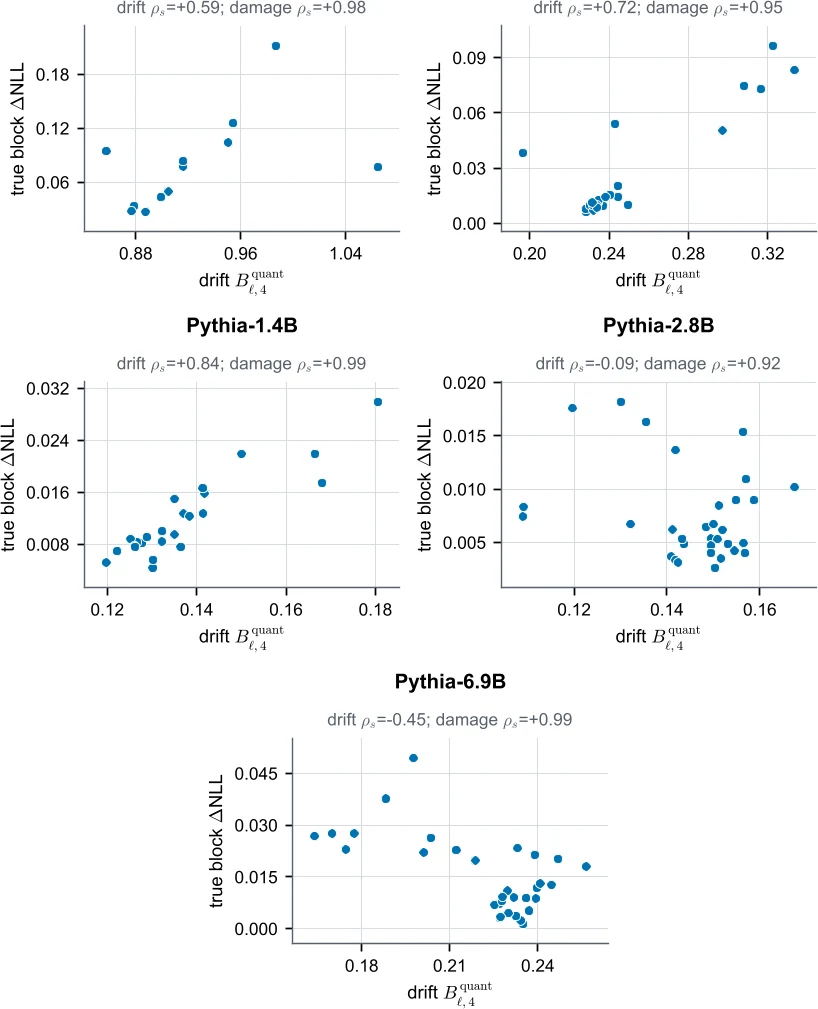 drift ρₛ=+0.59; damage ρₛ=+0.98
drift ρₛ=+0.72; damage ρₛ=+0.95
true block ΔNLL
0.18
0.12
0.06
0.88
0.96
1.04
drift B^quant_ℓ,4
true block ΔNLL
0.09
0.06
0.03
0.00
0.20
0.24
0.28
0.32
drift B^quant_ℓ,4
Pythia-1.4B
drift ρₛ=+0.84; damage ρₛ=+0.99
true block ΔNLL
0.032
0.024
0.016
0.008
0.12
0.14
0.16
0.18
drift B^quant_ℓ,4
Pythia-2.8B
drift ρₛ=-0.09; damage ρₛ=+0.92
true block ΔNLL
0.020
0.015
0.010
0.005
0.12
0.14
0.16
drift B^quant_ℓ,4
Pythia-6.9B
drift ρₛ=-0.45; damage ρₛ=+0.99
true block ΔNLL
0.045
0.030
0.015
0.000
0.18
0.21
0.24
drift B^quant_ℓ,4